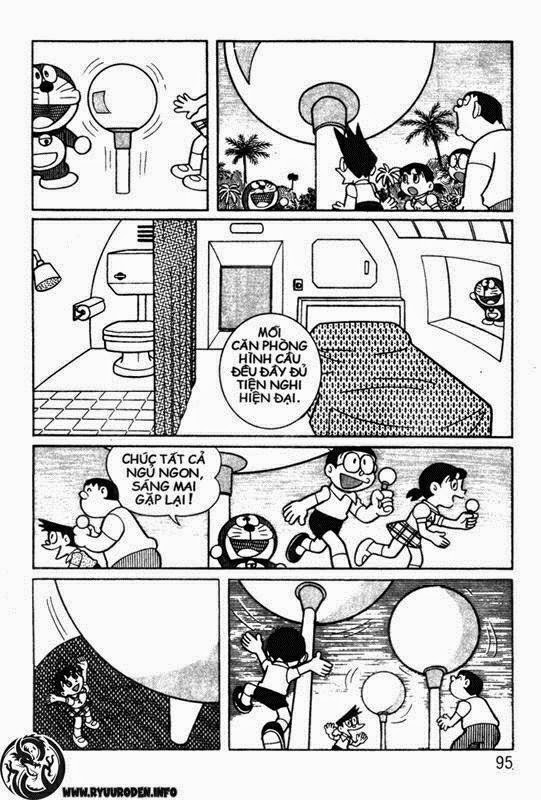 MỖI
CĂN PHÒNG
HÌNH CẦU
ĐỀU ĐẦY ĐỦ
TIỆN NGHI
HIỆN ĐẠI.
CHÚC TẤT CẢ
NGỦ NGON,
SÁNG MAI
GẶP LẠI!
95
WWW.RYUURODEN.INFO